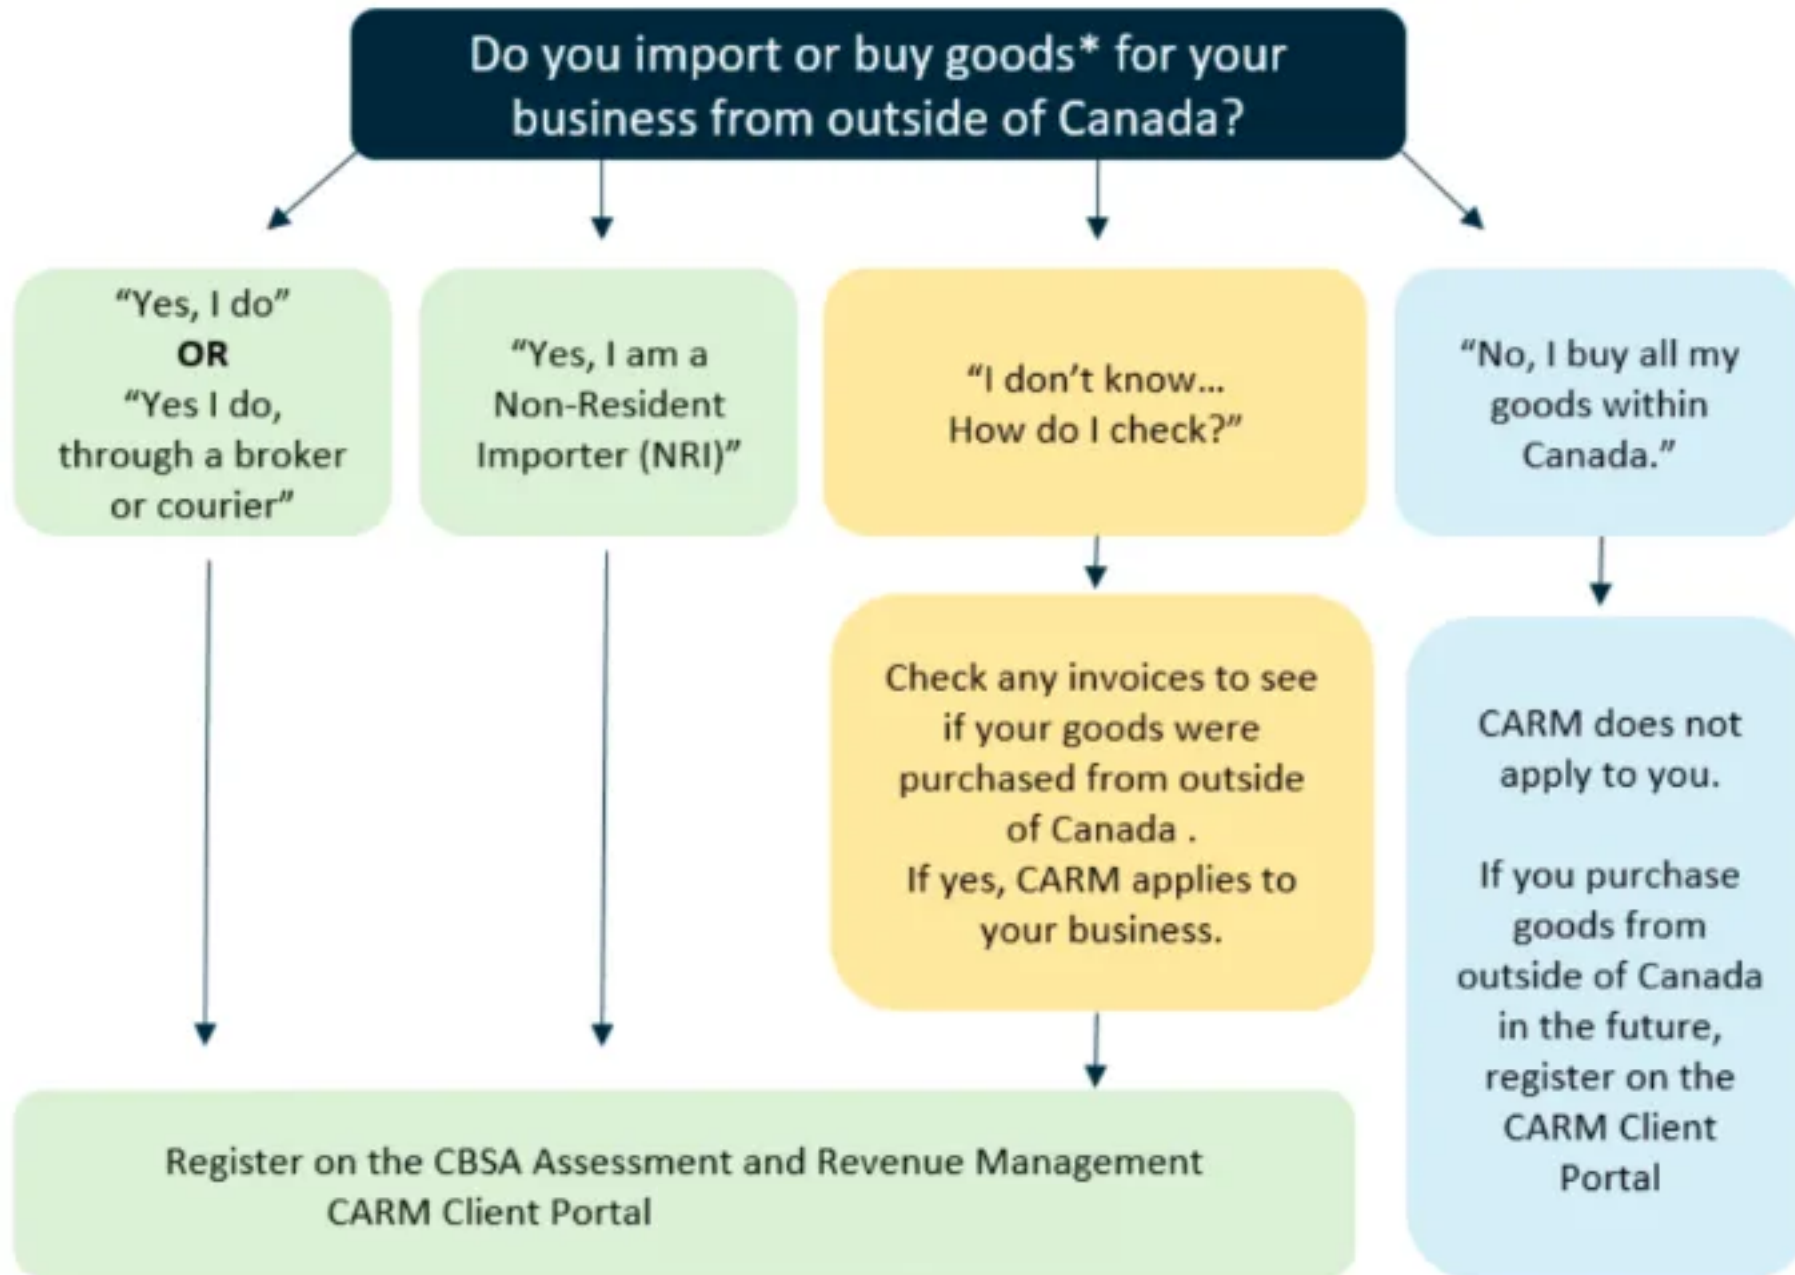 Do you import or buy goods* for your
business from outside of Canada?
“Yes, I do”
OR
“Yes I do,
through a broker
or courier”
“Yes, I am a
Non-Resident
Importer (NRI)”
“I don’t know...
How do I check?”
“No, I buy all my
goods within
Canada.”
Check any invoices to see
if your goods were
purchased from outside
of Canada .
If yes, CARM applies to
your business.
CARM does not
apply to you.
If you purchase
goods from
outside of Canada
in the future,
register on the
CARM Client
Portal
Register on the CBSA Assessment and Revenue Management
CARM Client Portal